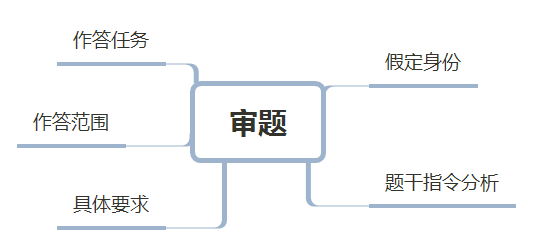 作答任务
假定身份
作答范围
审题
具体要求
题干指令分析